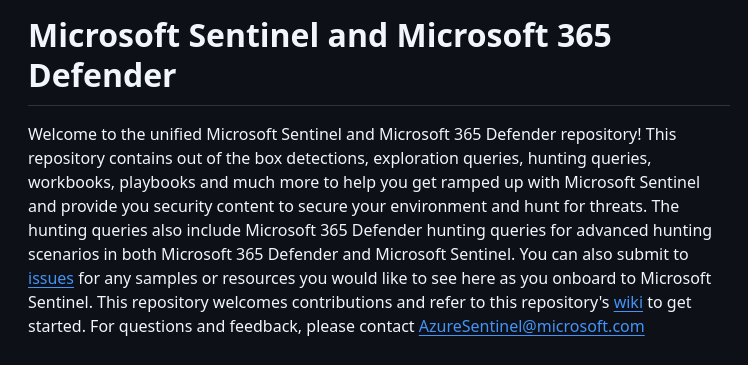 Microsoft Sentinel and Microsoft 365
Defender
Welcome to the unified Microsoft Sentinel and Microsoft 365 Defender repository! This
repository contains out of the box detections, exploration queries, hunting queries,
workbooks, playbooks and much more to help you get ramped up with Microsoft Sentinel
and provide you security content to secure your environment and hunt for threats. The
hunting queries also include Microsoft 365 Defender hunting queries for advanced hunting
scenarios in both Microsoft 365 Defender and Microsoft Sentinel. You can also submit to
issues for any samples or resources you would like to see here as you onboard to Microsoft
Sentinel. This repository welcomes contributions and refer to this repository's wiki to get
started. For questions and feedback, please contact AzureSentinel@microsoft.com